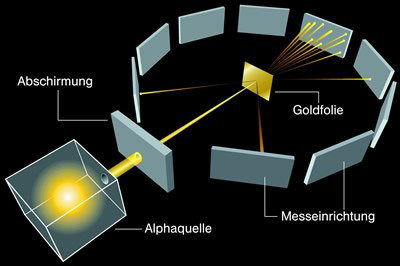 Abschirmung
Goldfolie
Alphaquelle
Messeinrichtung